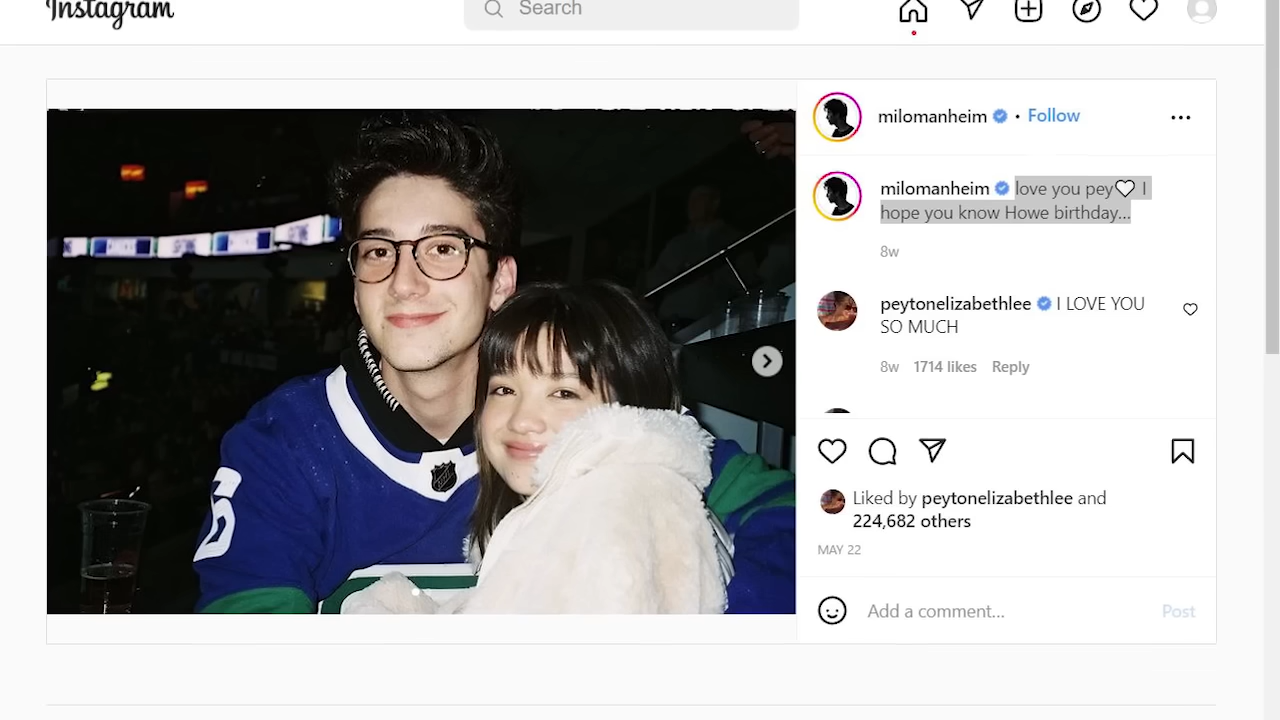 Instagram
Search
milomanheim • Follow
milomanheim love you pey♡ I
hope you know Howe birthday...
8w
peytonelizabethlee I LOVE YOU
SO MUCH
8w 1714 likes Reply
Liked by peytonelizabethlee and
224,682 others
MAY 22
Add a comment...
Post
6